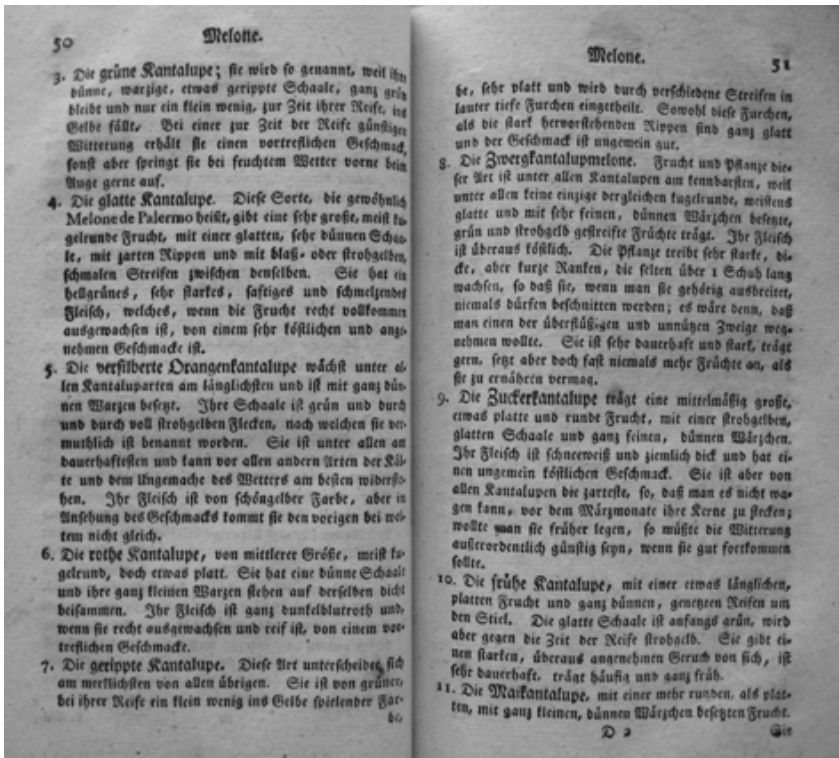 50
Melone.
3. Die grüne Kantalupe; sie wird so genannt, weil ihre
dünne, warzige, etwas gerippte Schaale, ganz grün
bleibt und nur ein klein wenig, zur Zeit ihrer Reife, ins
Gelbe fällt. Bei einer zur Zeit der Reife günstigen
Witterung erhält sie einen vortreflichen Geschmack,
sonst aber springt sie bei feuchtem Wetter vorne beim
Auge gerne auf.
4. Die glatte Kantalupe. Diese Sorte, die gewöhnlich
Melone de Palermo heißt, gibt eine sehr große, meist ku-
gelrunde Frucht, mit einer glatten, sehr dünnen Schaa-
le, mit zarten Rippen und mit blaß- oder strohgelben,
schmalen Streifen zwischen denselben. Sie hat ein
hellgrünes, sehr starkes, saftiges und schmelzendes
Fleisch, welches, wenn die Frucht recht vollkommen
ausgewachsen ist, von einem sehr köstlichen und ange-
nehmen Geschmacke ist.
5. Die versilberte Orangenkantalupe wächst unter al-
len Kantaluparten am länglichsten und ist mit ganz dün-
nen Warzen besetzt. Ihre Schaale ist grün und durch
und durch voll strohgelben Flecken, nach welchen sie ver-
muthlich ist benannt worden. Sie ist unter allen am
dauerhaftesten und kann vor allen andern Arten der Käl-
te und dem Ungemache des Wetters am besten widerste-
hen. Ihr Fleisch ist von schöngelber Farbe, aber in
Ansehung des Geschmacks kommt sie den vorigen bei wei-
tem nicht gleich.
6. Die rothe Kantalupe, von mittlerer Größe, meist ku-
gelrund, doch etwas platt. Sie hat eine dünne Schaale
und ihre ganz kleinen Warzen stehen auf derselben dicht
beisammen. Ihr Fleisch ist ganz dunkelblutroth und,
wenn sie recht ausgewachsen und reif ist, von einem vor-
treflichen Geschmacke.
7. Die gerippte Kantalupe. Diese Art unterscheidet sich
am merklichsten von allen übrigen. Sie ist von grüner,
bei ihrer Reife ein klein wenig ins Gelbe spielender Far-
be,
Melone.
51
be, sehr platt und wird durch verschiedene Streifen in
lauter tiefe Furchen eingetheilt. Sowohl diese Furchen,
als die stark hervorstehenden Rippen sind ganz glatt
und der Geschmack ist ungemein gut.
8. Die Zwergkantalupmelone. Frucht und Pflanze die-
ser Art ist unter allen Kantalupen am kennbarsten, weil
unter allen keine einzige dergleichen kugelrunde, meistens
glatte und mit sehr feinen, dünnen Wärzchen besetzte,
grün und strohgelb gestreifte Früchte trägt. Ihr Fleisch
ist überaus köstlich. Die Pflanze treibt sehr starke, di-
cke, aber kurze Ranken, die selten über 1 Schuh lang
wachsen, so daß sie, wenn man sie gehörig ausbreitet,
niemals dürfen beschnitten werden; es wäre denn, daß
man einen der überflüßigen und unnützen Zweige weg-
nehmen wollte. Sie ist sehr dauerhaft und stark, trägt
gern, setzt aber doch fast niemals mehr Früchte an, als
sie zu ernähren vermag.
9. Die Zuckerkantalupe trägt eine mittelmäßig große,
etwas platte und runde Frucht, mit einer strohgelben,
glatten Schaale und ganz feinen, dünnen Wärzchen.
Ihr Fleisch ist schneeweiß und ziemlich dick und hat ei-
nen ungemein köstlichen Geschmack. Sie ist aber von
allen Kantalupen die zarteste, so, daß man es nicht wa-
gen kann, vor dem Märzmonate ihre Kerne zu stecken;
wollte man sie früher legen, so müßte die Witterung
außerordentlich günstig seyn, wenn sie gut fortkommen
sollte.
10. Die frühe Kantalupe, mit einer etwas länglichen,
platten Frucht und ganz dünnen, genetzten Reifen um
den Stiel. Die glatte Schaale ist anfangs grün, wird
aber gegen die Zeit der Reife strohgelb. Sie gibt ei-
nen starken, überaus angenehmen Geruch von sich, ist
sehr dauerhaft, trägt häufig und ganz früh.
11. Die Maikantalupe, mit einer mehr runden, als plat-
ten, mit ganz kleinen, dünnen Wärzchen besetzten Frucht.
D 2
Sie